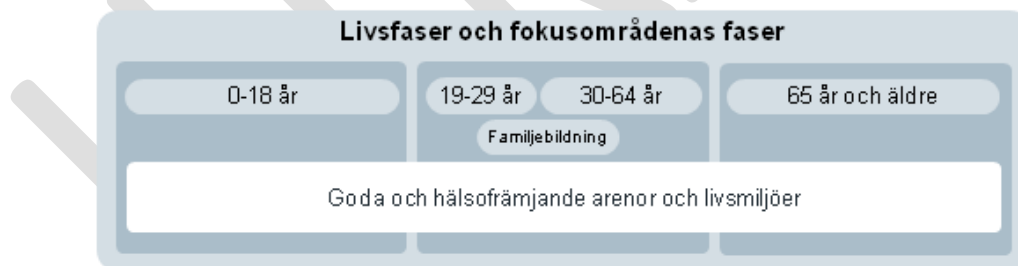 Livsfaser och fokusområdenas faser
0-18 år
19-29 år
30-64 år
65 år och äldre
Familjebildning
Goda och hälsofrämjande arenor och livsmiljöer